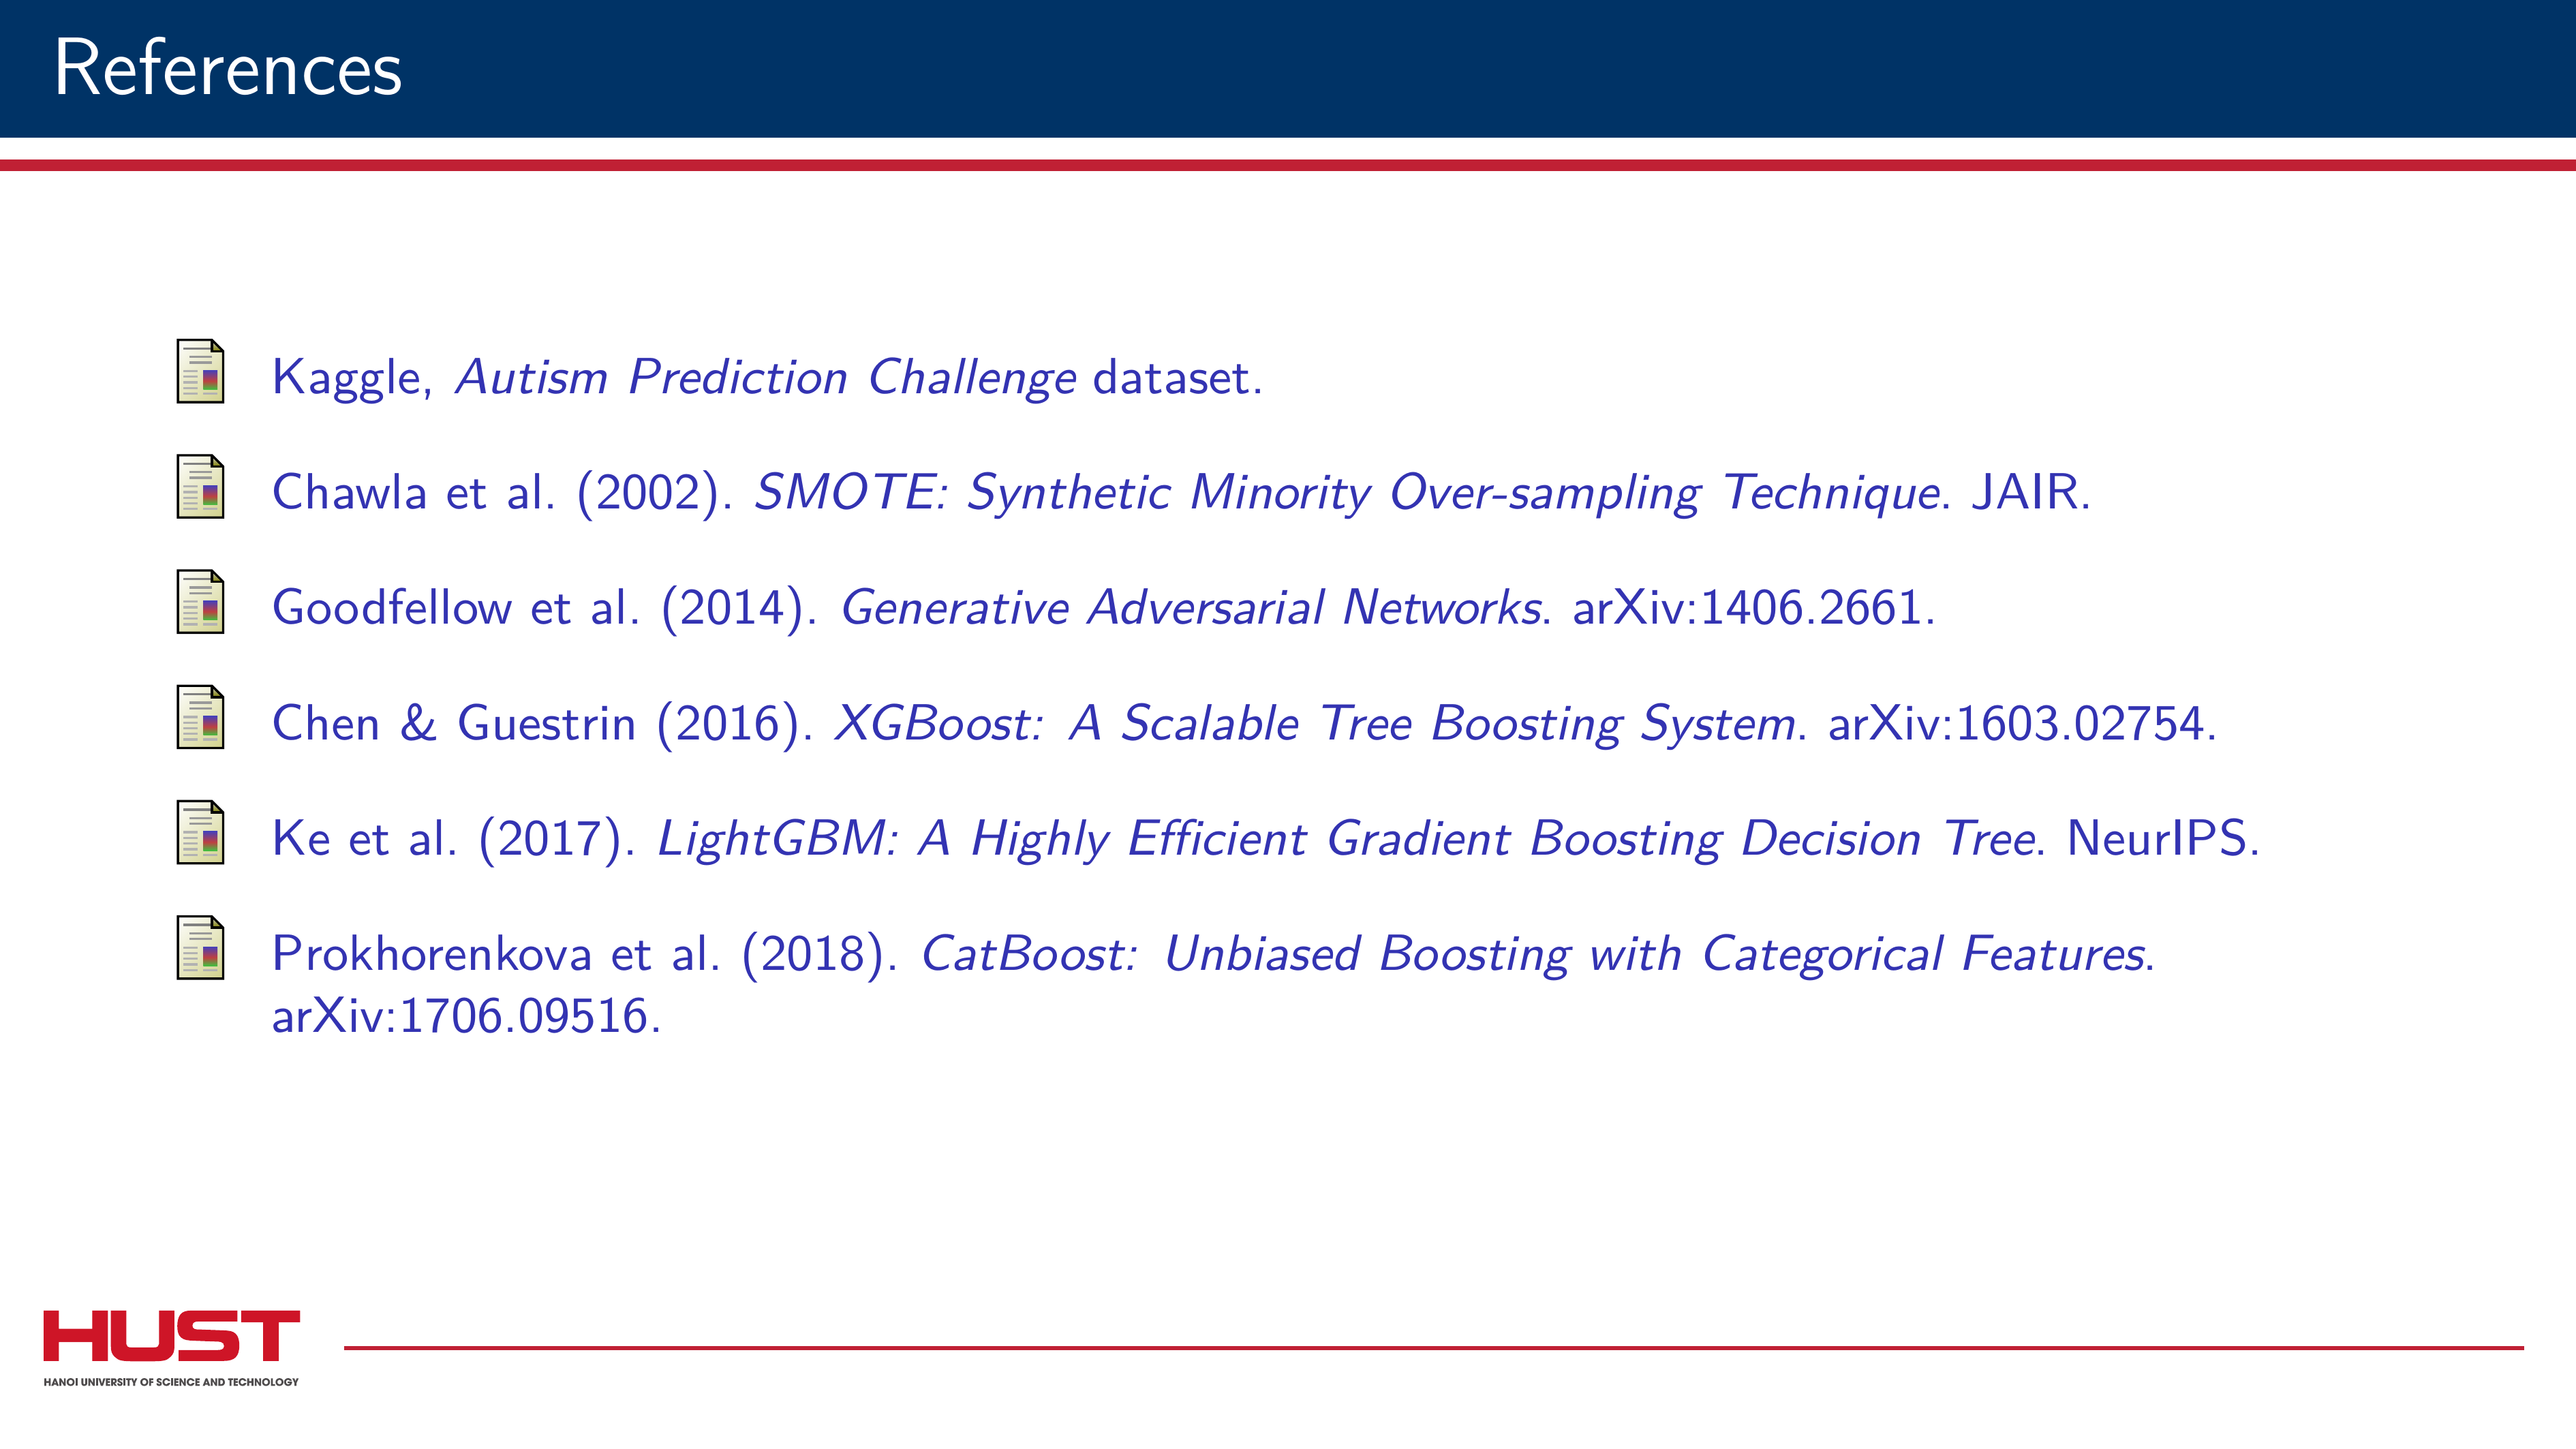 References
Kaggle, Autism Prediction Challenge dataset.
Chawla et al. (2002). SMOTE: Synthetic Minority Over-sampling Technique. JAIR.
Goodfellow et al. (2014). Generative Adversarial Networks. arXiv:1406.2661.
Chen & Guestrin (2016). XGBoost: A Scalable Tree Boosting System. arXiv:1603.02754.
Ke et al. (2017). LightGBM: A Highly Efficient Gradient Boosting Decision Tree. NeurIPS.
Prokhorenkova et al. (2018). CatBoost: Unbiased Boosting with Categorical Features.
arXiv:1706.09516.
HUST
HANOI UNIVERSITY OF SCIENCE AND TECHNOLOGY